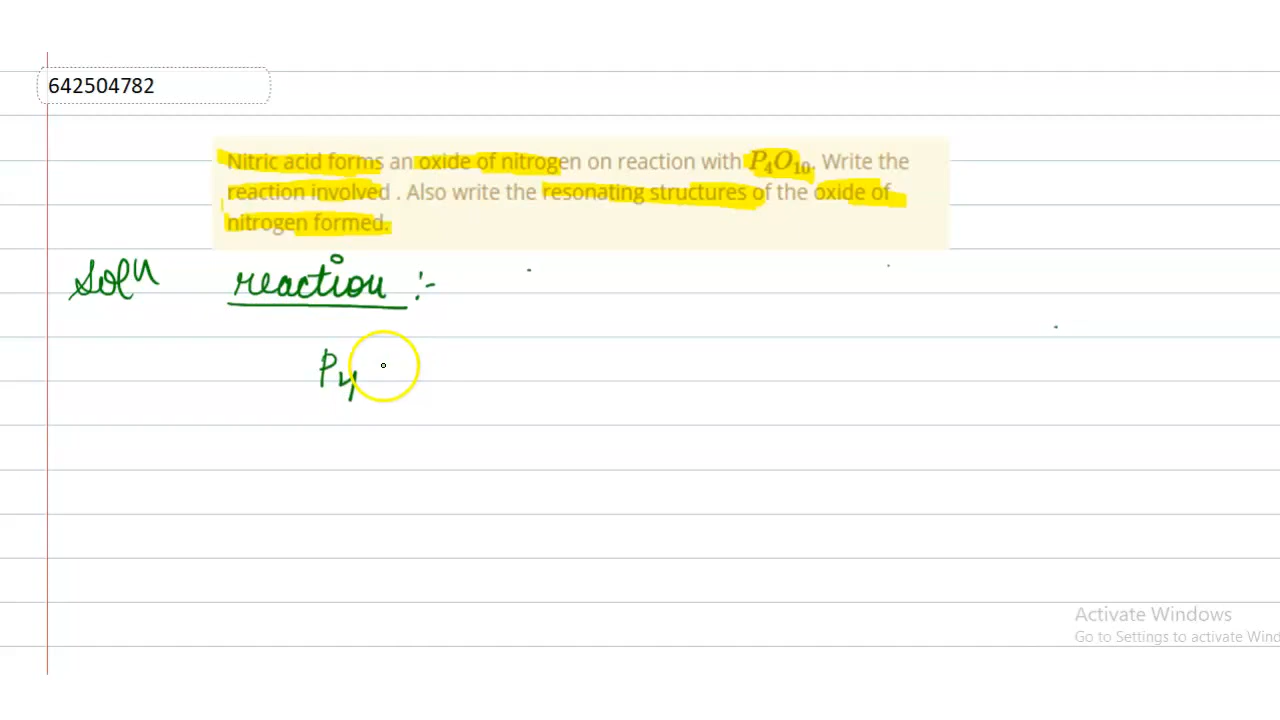 642504782
Nitric acid forms an oxide of nitrogen on reaction with P₄O₁₀. Write the
reaction involved . Also write the resonating structures of the oxide of
nitrogen formed.
Solⁿ reaction :-
P₄
Activate Windows
Go to Settings to activate Wind